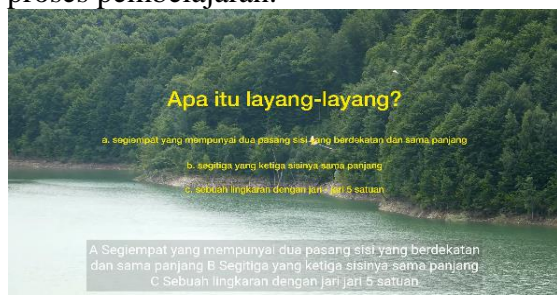 proses pembelajaran.
Apa itu layang-layang?
a. segiempat yang mempunyai dua pasang sisi yang berdekatan dan sama panjang
b. segitiga yang ketiga sisinya sama panjang
c. sebuah lingkaran dengan jari - jari 5 satuan
A Segiempat yang mempunyai dua pasang sisi yang berdekatan
dan sama panjang B Segitiga yang ketiga sisinya sama panjang
C Sebuah lingkaran dengan jari jari 5 satuan